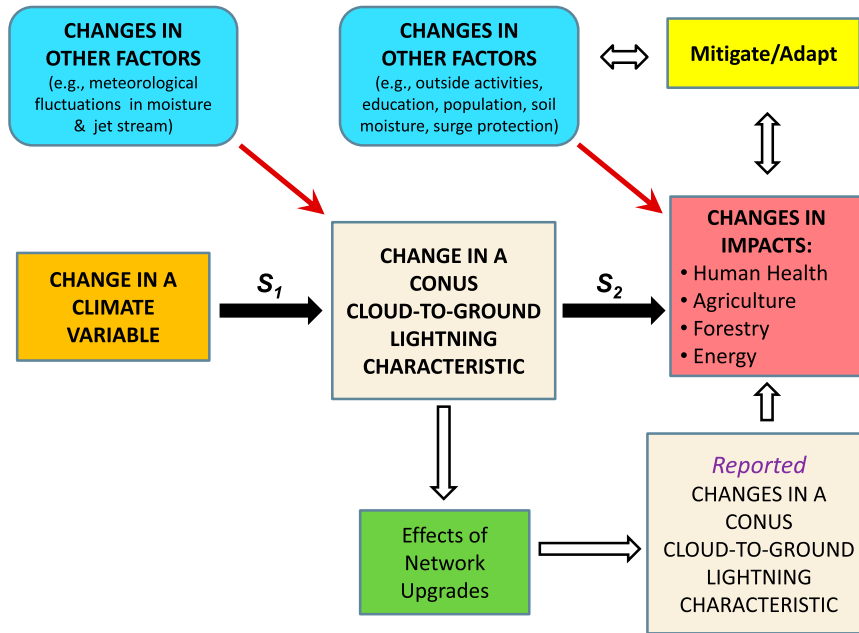 CHANGES IN
OTHER FACTORS
(e.g., meteorological
fluctuations in moisture
& jet stream)
CHANGES IN
OTHER FACTORS
(e.g., outside activities,
education, population, soil
moisture, surge protection)
Mitigate/Adapt
CHANGE IN A
CLIMATE
VARIABLE
S1
CHANGE IN A
CONUS
CLOUD-TO-GROUND
LIGHTNING
CHARACTERISTIC
S2
CHANGES IN
IMPACTS:
• Human Health
• Agriculture
• Forestry
• Energy
Effects of
Network
Upgrades
Reported
CHANGES IN A
CONUS
CLOUD-TO-GROUND
LIGHTNING
CHARACTERISTIC